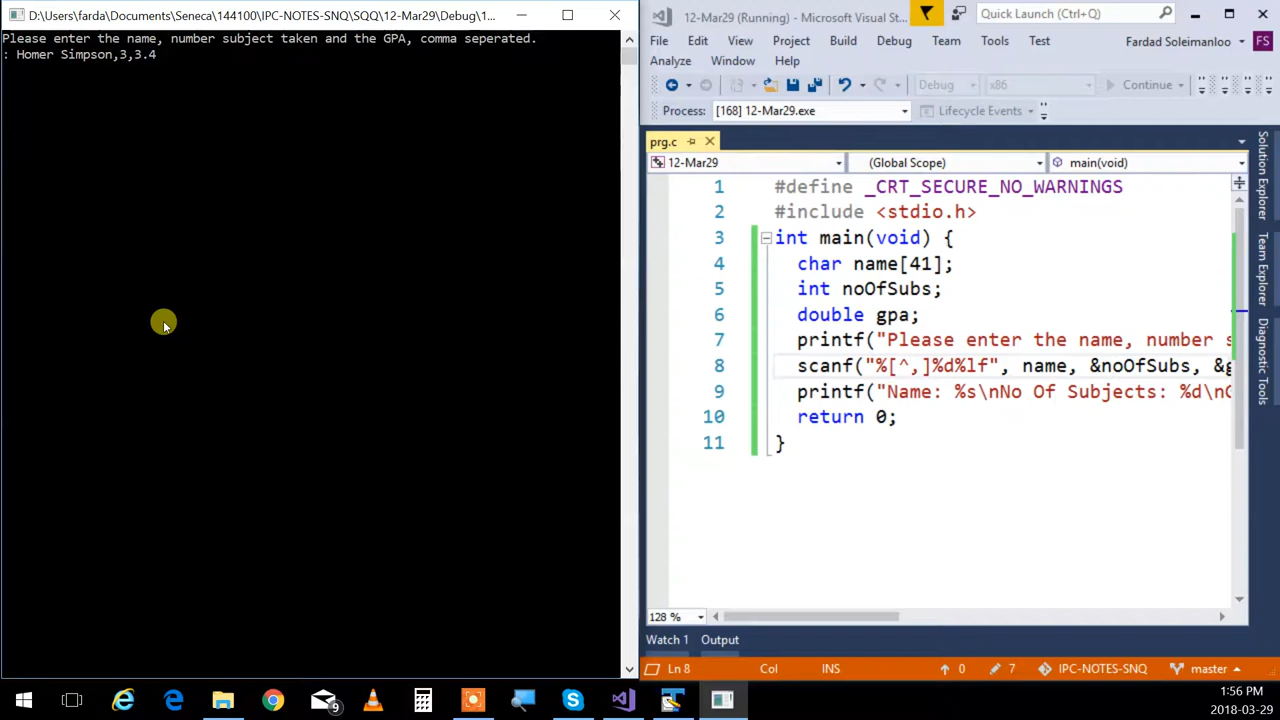 D:\Users\farda\Documents\Seneca\144100\IPC-NOTES-SNQ\SQQ\12-Mar29\Debug\1...
Please enter the name, number subject taken and the GPA, comma seperated.
: Homer Simpson,3,3.4
12-Mar29 (Running) - Microsoft Visual St...
Quick Launch (Ctrl+Q)
File Edit View Project Build Debug Team Tools Test
Fardad Soleimanloo FS
Analyze Window Help
Debug x86 Continue
Process: [168] 12-Mar29.exe Lifecycle Events
prg.c
12-Mar29 (Global Scope) main(void)
1 #define _CRT_SECURE_NO_WARNINGS
2 #include <stdio.h>
3 int main(void) {
4 char name[41];
5 int noOfSubs;
6 double gpa;
7 printf("Please enter the name, number s
8 scanf("%[^,]%d%lf", name, &noOfSubs, &g
9 printf("Name: %s\nNo Of Subjects: %d\nG
10 return 0;
11 }
Solution Explorer
Team Explorer
Diagnostic Tools
128 %
Watch 1 Output
Ln 8 Col INS 0 7 IPC-NOTES-SNQ master
9
1:56 PM
2018-03-29